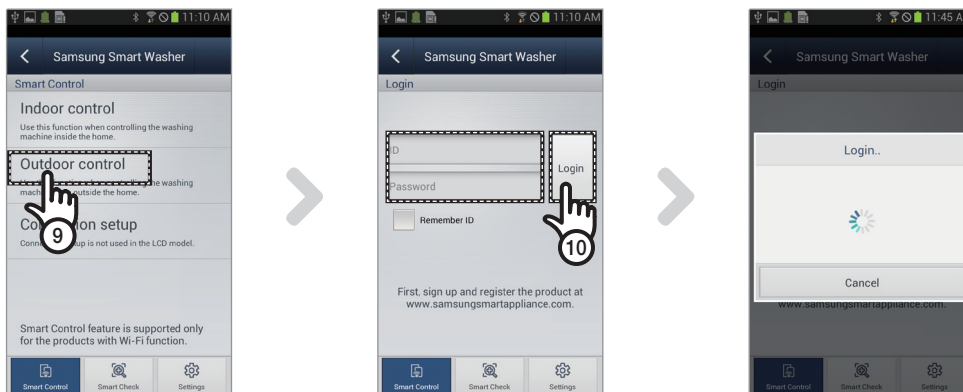 11:10 AM
Samsung Smart Washer
Smart Control
Indoor control
Use this function when controlling the washing
machine inside the home.
Outdoor control
the washing
outside the home.
setup
is not used in the LCD model.
9
Smart Control feature is supported only
for the products with Wi-Fi function.
Smart Control
Smart Check
Settings
11:10 AM
Samsung Smart Washer
Login
ID
Password
Login
Remember ID
10
First, sign up and register the product at
www.samsungsmartappliance.com.
Smart Control
Smart Check
Settings
11:45 A
Samsung Smart Washer
Login
Login..
Cancel
www.samsungsmartappliance.com.
Smart Control
Smart Check
Settings